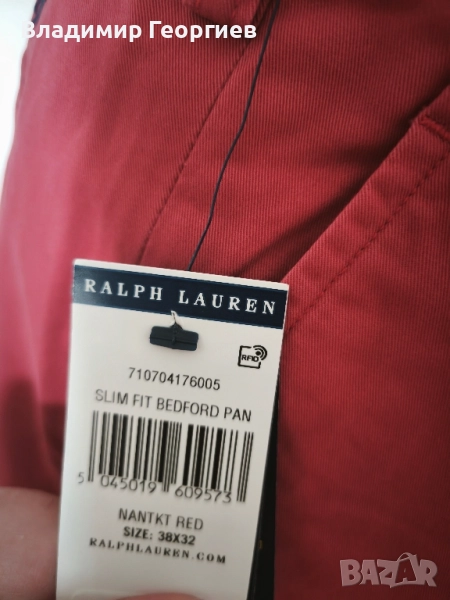 Владимир Георгиев
RALPH LAUREN
RFID
710704176005
SLIM FIT BEDFORD PAN
5 045019 609573
NANTKT RED
SIZE: 38X32
RALPHLAUREN.COM
BAZAR